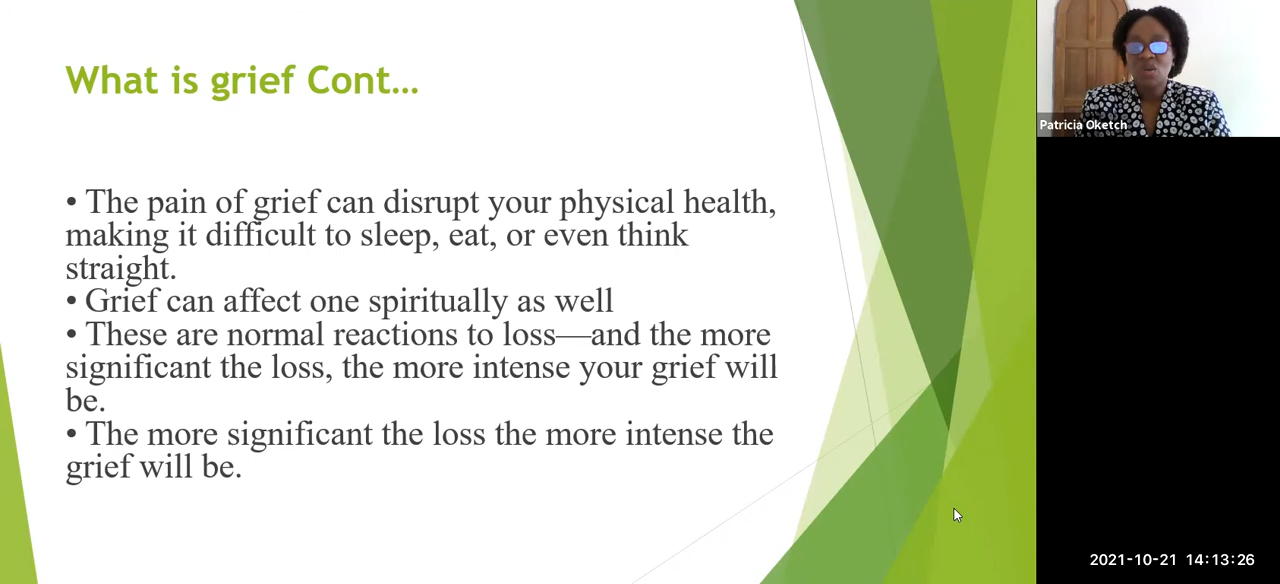 What is grief Cont...
• The pain of grief can disrupt your physical health,
making it difficult to sleep, eat, or even think
straight.
• Grief can affect one spiritually as well
• These are normal reactions to loss—and the more
significant the loss, the more intense your grief will
be.
• The more significant the loss the more intense the
grief will be.
Patricia Oketch
2021-10-21 14:13:26